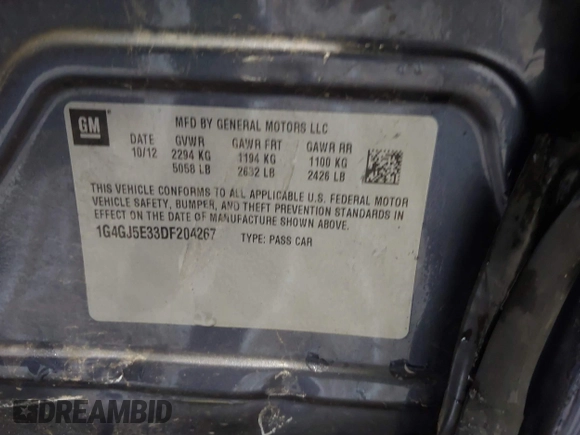 GM
MFD BY GENERAL MOTORS LLC
DATE GVWR GAWR FRT GAWR RR
10/12 2294 KG 1194 KG 1100 KG
5058 LB 2632 LB 2426 LB
THIS VEHICLE CONFORMS TO ALL APPLICABLE U.S. FEDERAL MOTOR
VEHICLE SAFETY, BUMPER, AND THEFT PREVENTION STANDARDS IN
EFFECT ON THE DATE OF MANUFACTURE SHOWN ABOVE.
1G4GJ5E33DF204267 TYPE: PASS CAR
DREAMBID